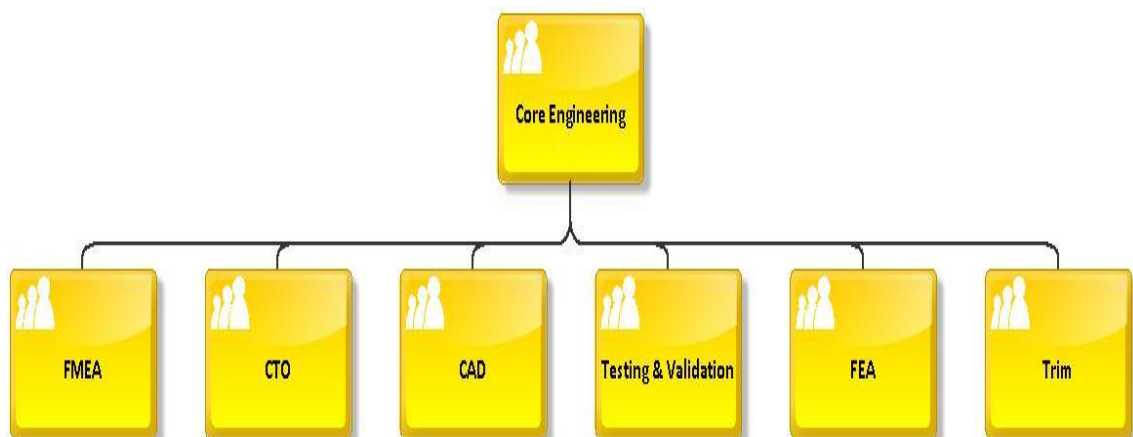 Core Engineering
FMEA
CTO
CAD
Testing & Validation
FEA
Trim